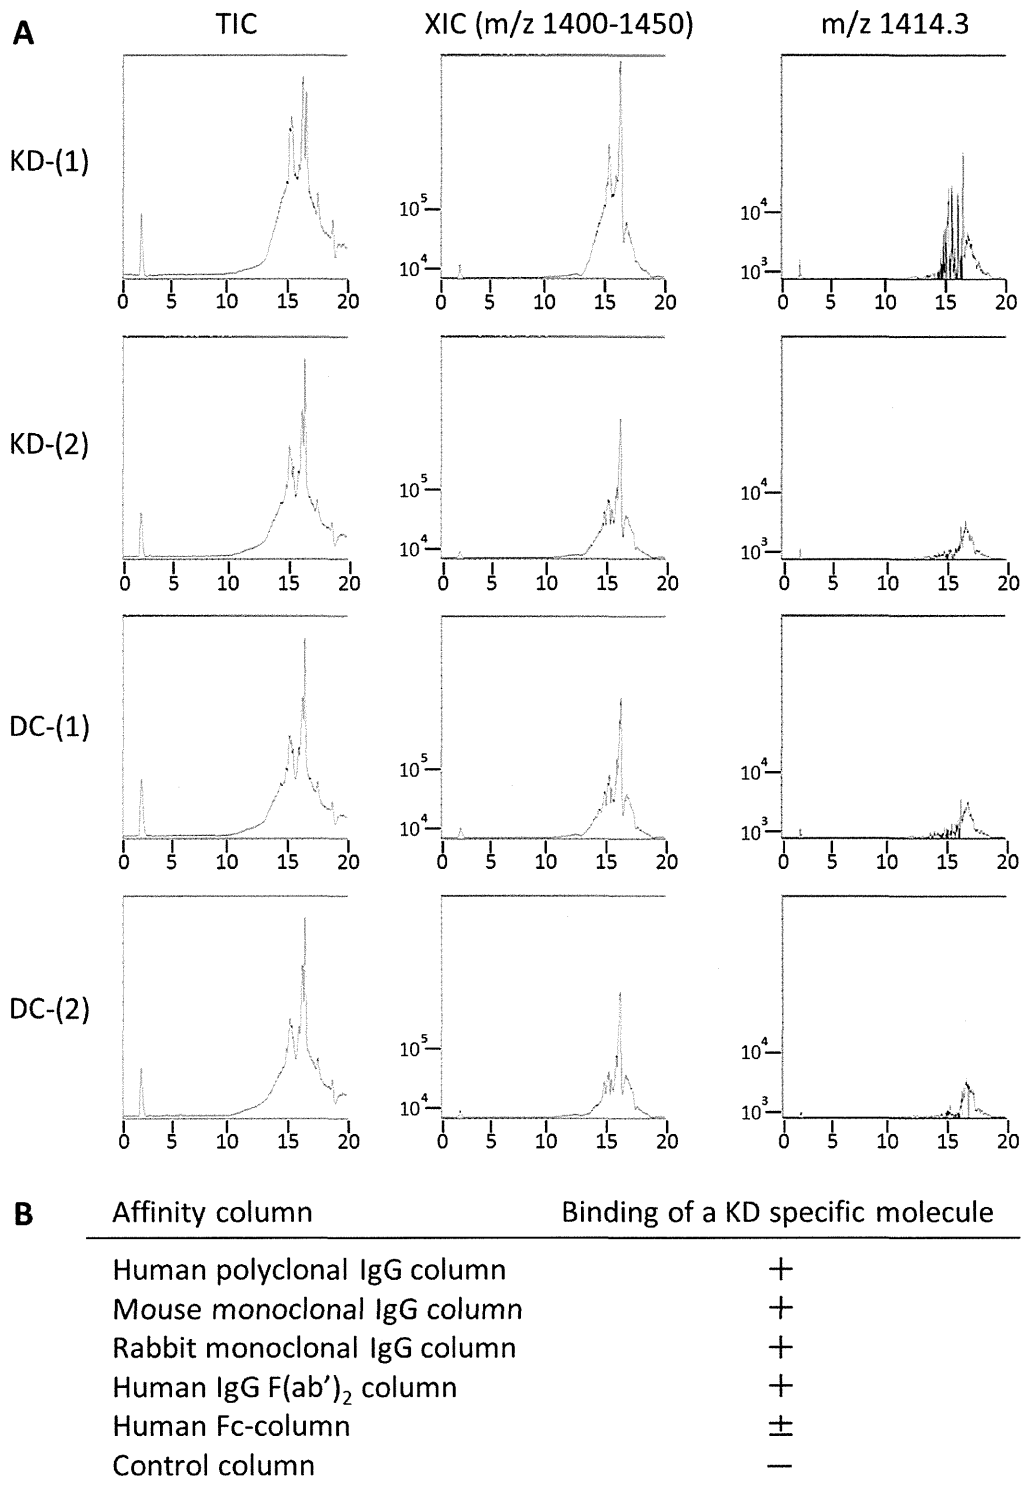 A
TIC XIC (m/z 1400-1450) m/z 1414.3
KD-(1)
10⁵
10⁴
10⁴
10³
0 5 10 15 20 0 5 10 15 20 0 5 10 15 20
KD-(2)
10⁵
10⁴
10⁴
10³
0 5 10 15 20 0 5 10 15 20 0 5 10 15 20
DC-(1)
10⁵
10⁴
10⁴
10³
0 5 10 15 20 0 5 10 15 20 0 5 10 15 20
DC-(2)
10⁵
10⁴
10⁴
10³
0 5 10 15 20 0 5 10 15 20 0 5 10 15 20
B Affinity column Binding of a KD specific molecule
Human polyclonal IgG column +
Mouse monoclonal IgG column +
Rabbit monoclonal IgG column +
Human IgG F(ab’)₂ column +
Human Fc-column ±
Control column −